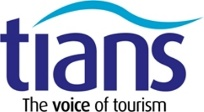 tians
The voice of tourism